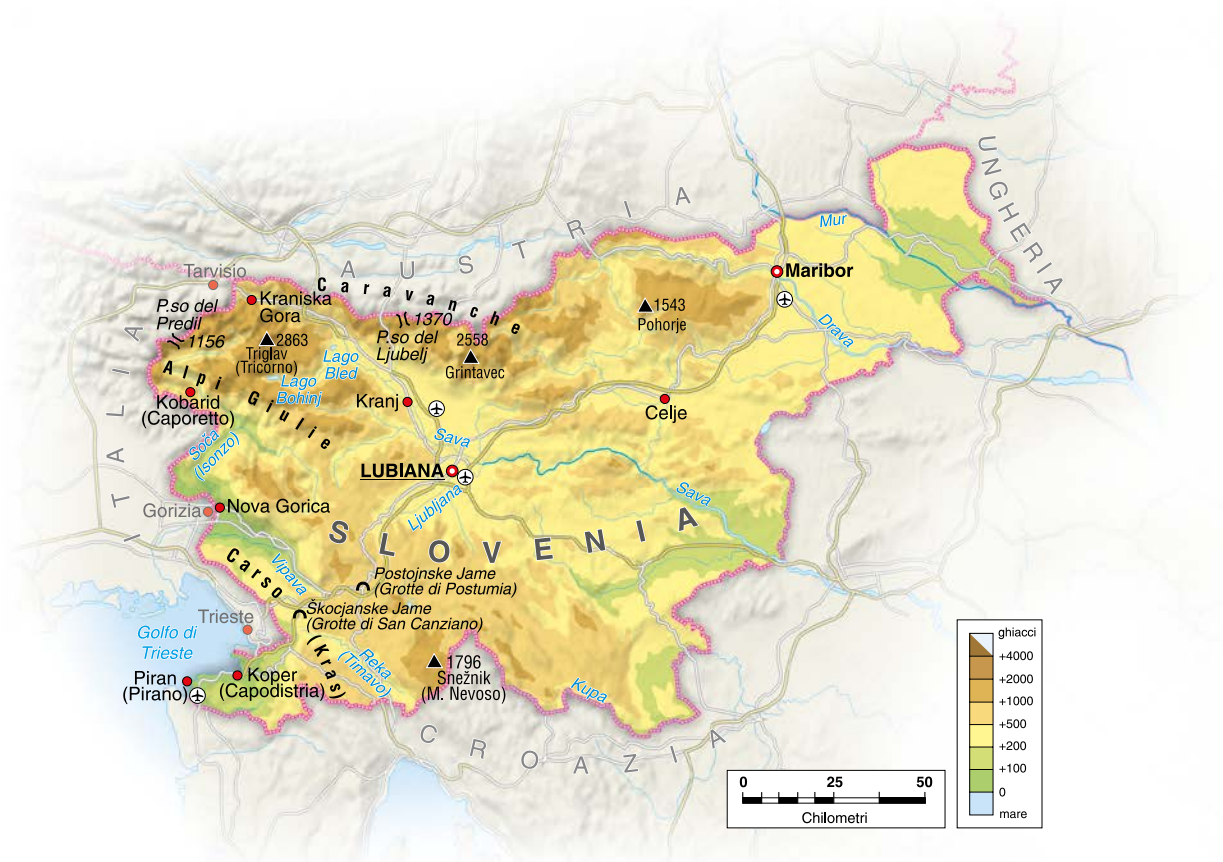 UNGHERIA
AUSTRIA
Mur
Tarvisio
Maribor
Caravanche
Kraniska
Gora
P.so del
Predil
1156
1370
P.so del
Ljubelj
1543
Pohorje
Drava
2863
Triglav
(Tricorno)
2558
Grintavec
Lago
Bled
Lago
Bohinj
Alpi Giulie
ITALIA
Kobarid
(Caporetto)
Kranj
Celje
Soča
(Isonzo)
Sava
LUBIANA
Ljubljana
Sava
Gorizia
Nova Gorica
SLOVENIA
Carso
Vipava
Postojnske Jame
(Grotte di Postumia)
Škocjanske Jame
(Grotte di San Canziano)
Trieste
Golfo di
Trieste
(Kras)
Reka
(Timavo)
1796
Snežnik
(M. Nevoso)
Kupa
Piran
(Pirano)
Koper
(Capodistria)
CROAZIA
ghiacci
+4000
+2000
+1000
+500
+200
+100
0
mare
0 25 50
Chilometri